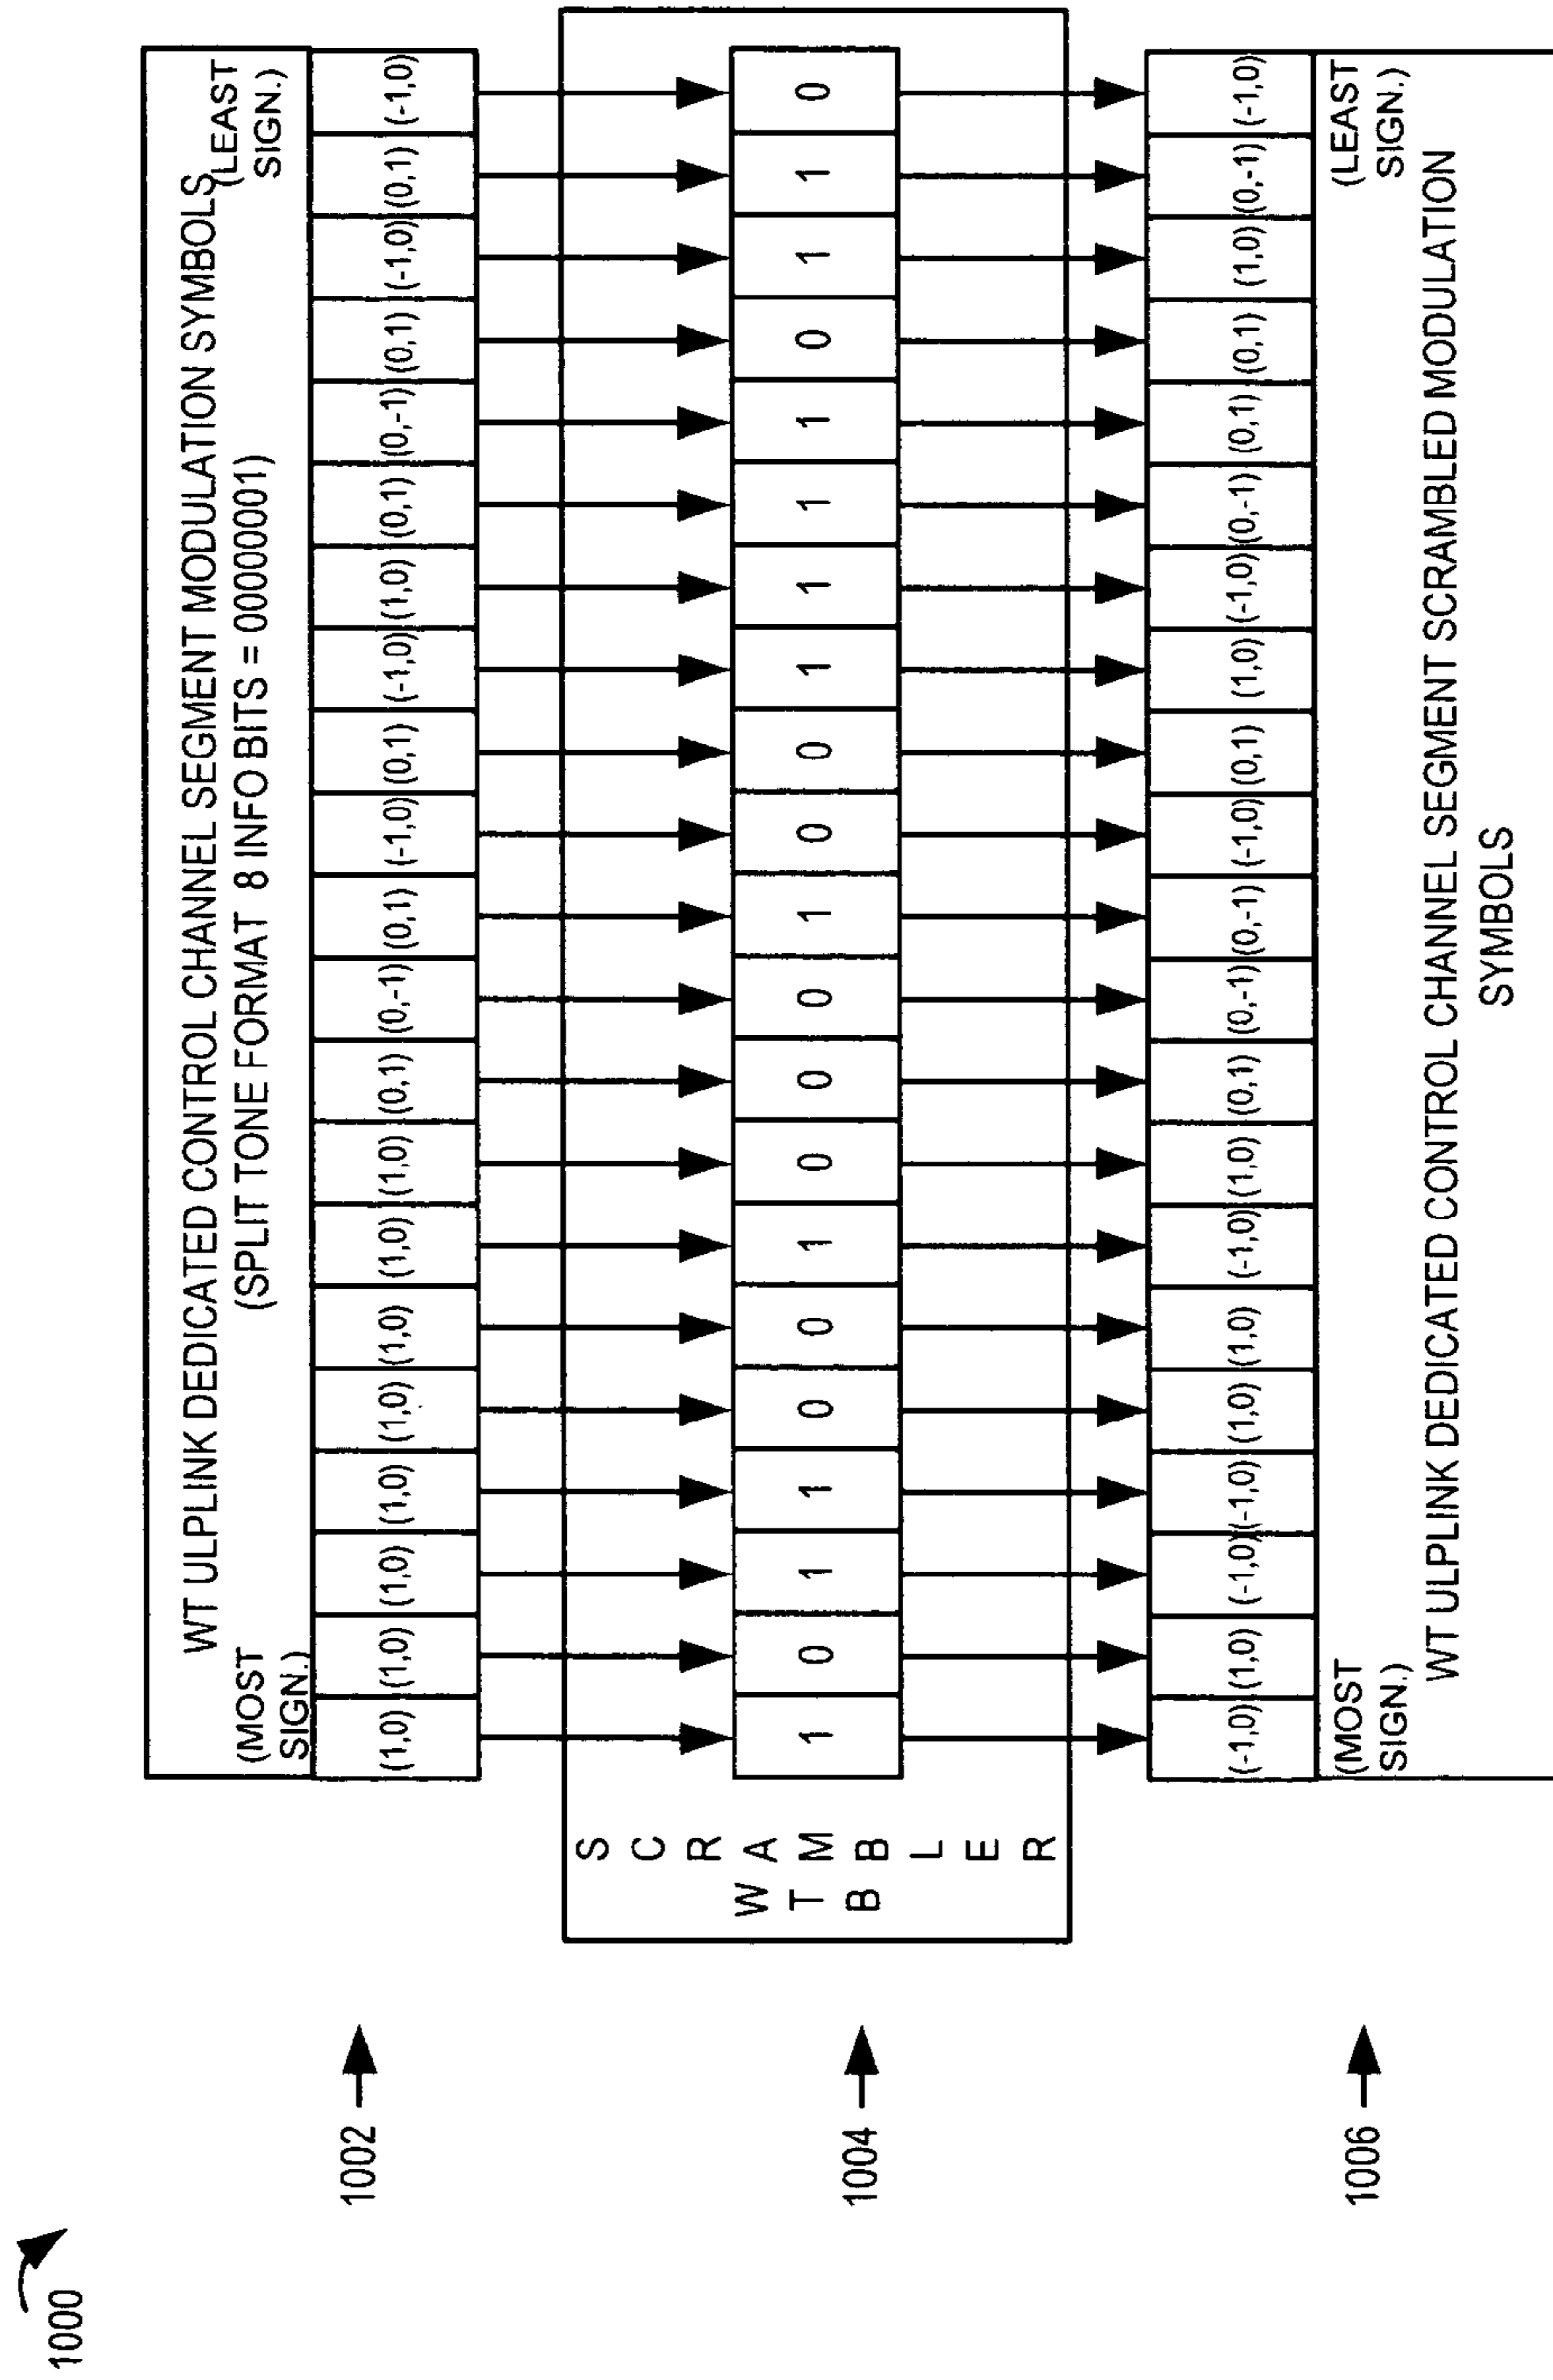 1000
WT ULPLINK DEDICATED CONTROL CHANNEL SEGMENT MODULATION SYMBOLS
(SPLIT TONE FORMAT 8 INFO BITS = 00000001)
(MOST SIGN.)
(LEAST SIGN.)
1002
(1,0) (1,0) (1,0) (1,0) (1,0) (1,0) (1,0) (1,0) (0,1) (0,-1) (0,1) (-1,0) (0,1) (-1,0) (1,0) (0,1) (0,-1) (0,1) (-1,0) (0,1) (-1,0)
WT BB SCRAMBLER
1004
1 0 1 1 0 0 1 0 0 0 1 0 0 1 1 1 1 0 1 1 0
1006
(-1,0) (1,0) (-1,0) (-1,0) (1,0) (1,0) (-1,0) (1,0) (0,1) (0,-1) (0,-1) (-1,0) (0,1) (1,0) (-1,0) (0,-1) (0,1) (0,1) (1,0) (0,-1) (-1,0)
(MOST SIGN.)
(LEAST SIGN.)
WT ULPLINK DEDICATED CONTROL CHANNEL SEGMENT SCRAMBLED MODULATION
SYMBOLS